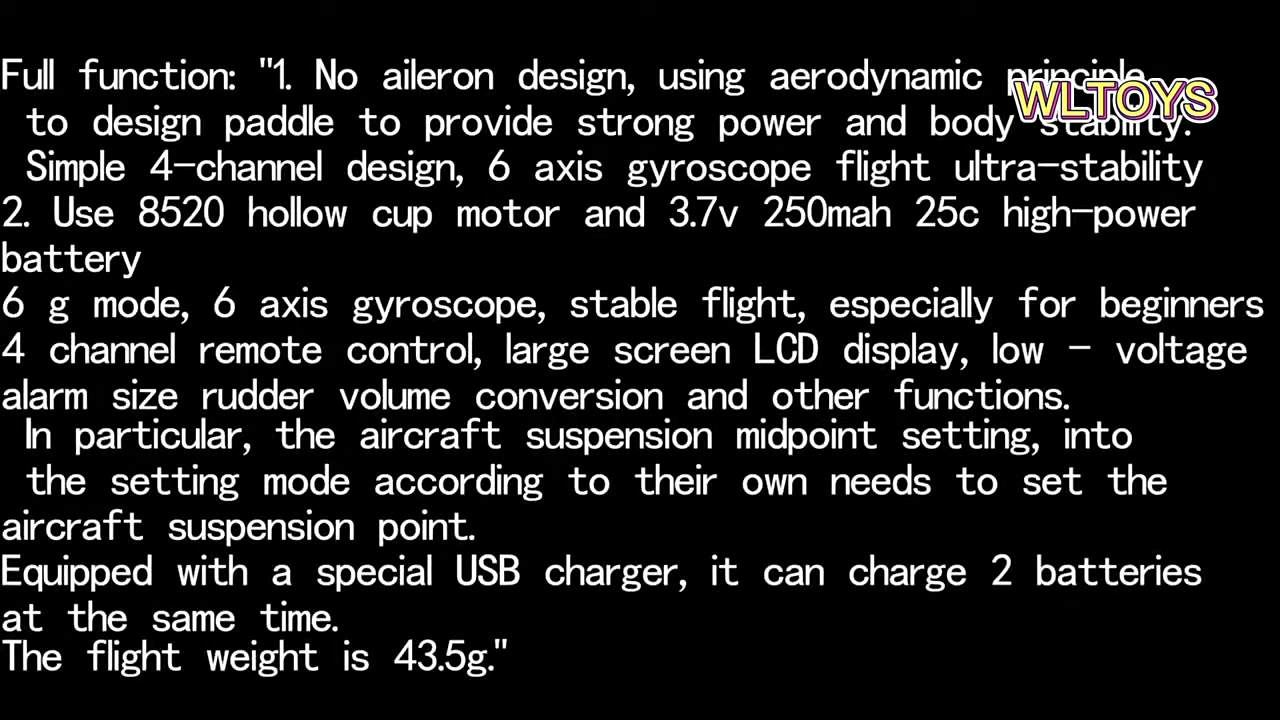 Full function: "1. No aileron design, using aerodynamic principle
WLTOYS
to design paddle to provide strong power and body stability.
Simple 4-channel design, 6 axis gyroscope flight ultra-stability
2. Use 8520 hollow cup motor and 3.7v 250mah 25c high-power
battery
6 g mode, 6 axis gyroscope, stable flight, especially for beginners
4 channel remote control, large screen LCD display, low - voltage
alarm size rudder volume conversion and other functions.
In particular, the aircraft suspension midpoint setting, into
the setting mode according to their own needs to set the
aircraft suspension point.
Equipped with a special USB charger, it can charge 2 batteries
at the same time.
The flight weight is 43.5g."